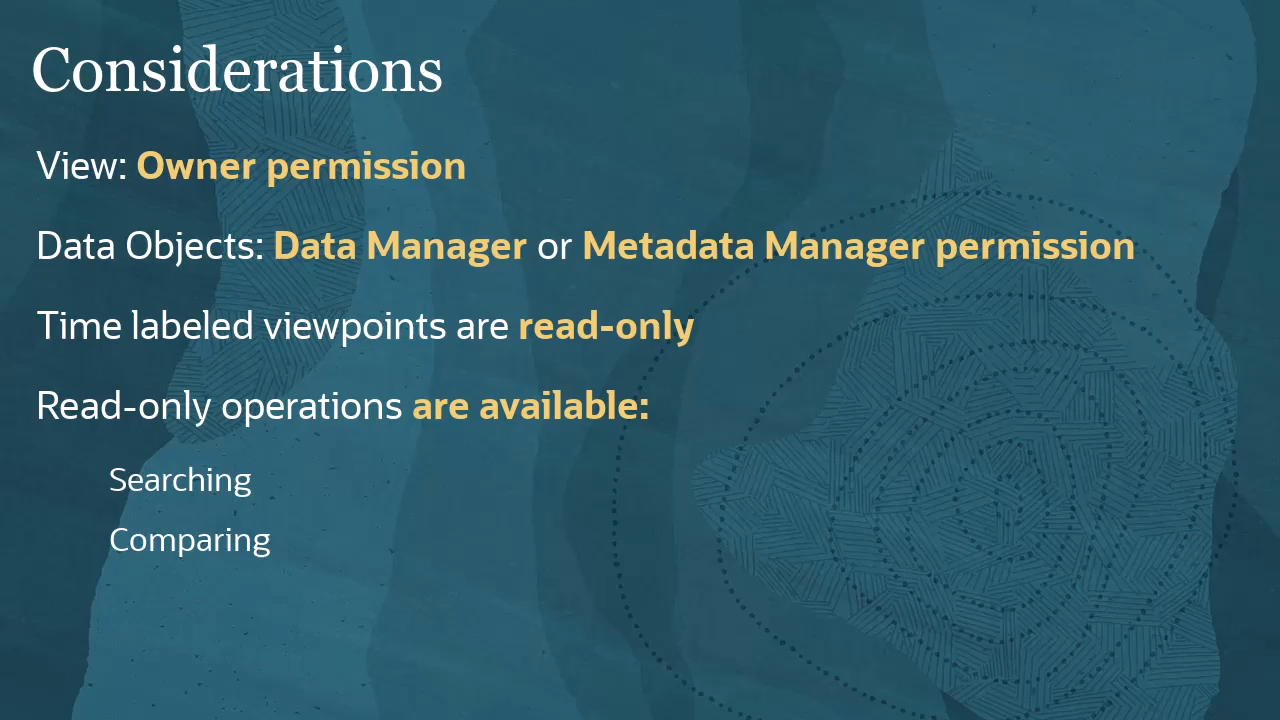 Considerations
View: Owner permission
Data Objects: Data Manager or Metadata Manager permission
Time labeled viewpoints are read-only
Read-only operations are available:
Searching
Comparing